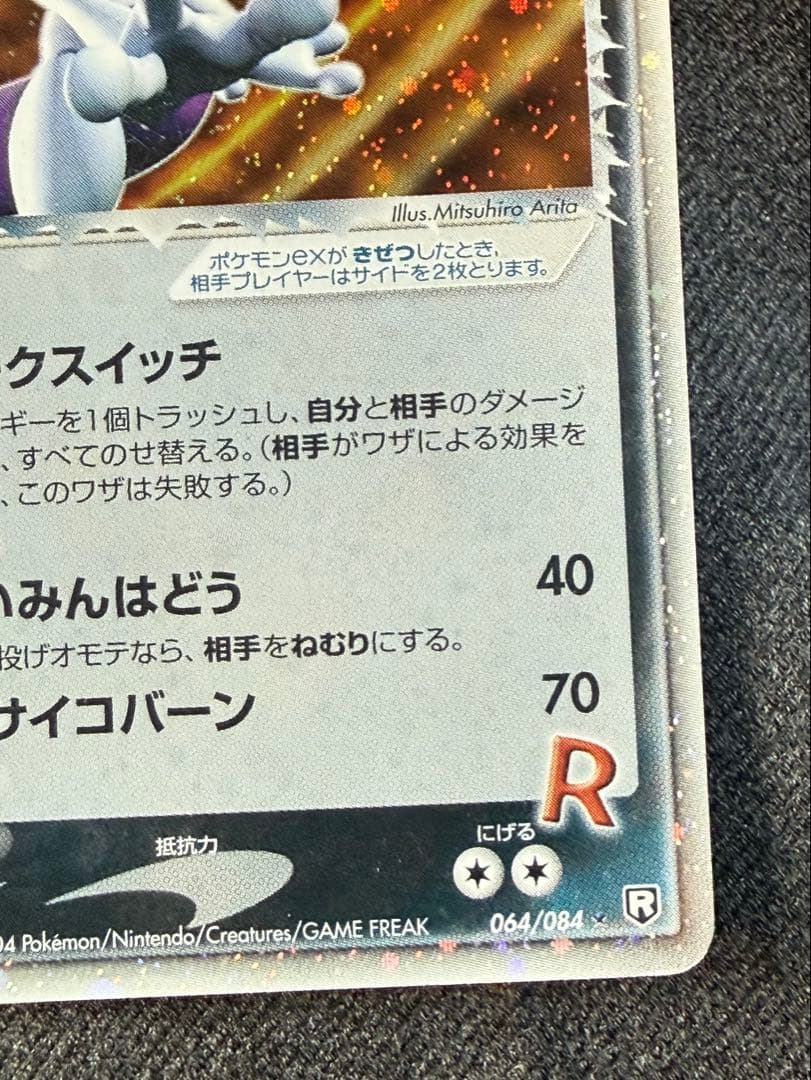 Illus.Mitsuhiro Arita
ポケモンexが きぜつしたとき、
相手プレイヤーはサイドを2枚とります。
クスイッチ
ギーを1個トラッシュし、自分と相手のダメージ
、すべてのせ替える。(相手がワザによる効果を
、このワザは失敗する。)
いみんはどう 40
投げオモテなら、相手をねむりにする。
サイコバーン 70
R
抵抗力 にげる
04 Pokémon/Nintendo/Creatures/GAME FREAK 064/084 R